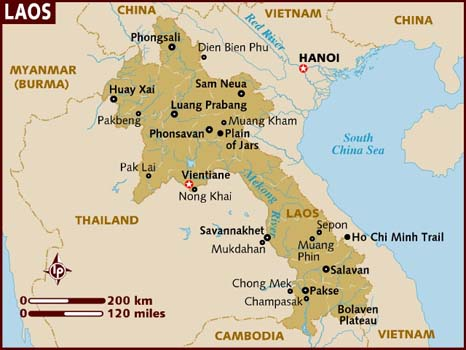 LAOS
CHINA
VIETNAM
CHINA
Phongsali
Red River
Dien Bien Phu
HANOI
MYANMAR
(BURMA)
Huay Xai
Sam Neua
Luang Prabang
Pakbeng
Muang Kham
Phonsavan
Plain
of Jars
South
China Sea
Pak Lai
Vientiane
Nong Khai
Mekong River
THAILAND
LAOS
Savannakhet
Sepon
Mukdahan
Muang
Phin
Ho Chi Minh Trail
LP
Salavan
Chong Mek
Pakse
Champasak
200 km
120 miles
Bolaven
Plateau
CAMBODIA
VIETNAM